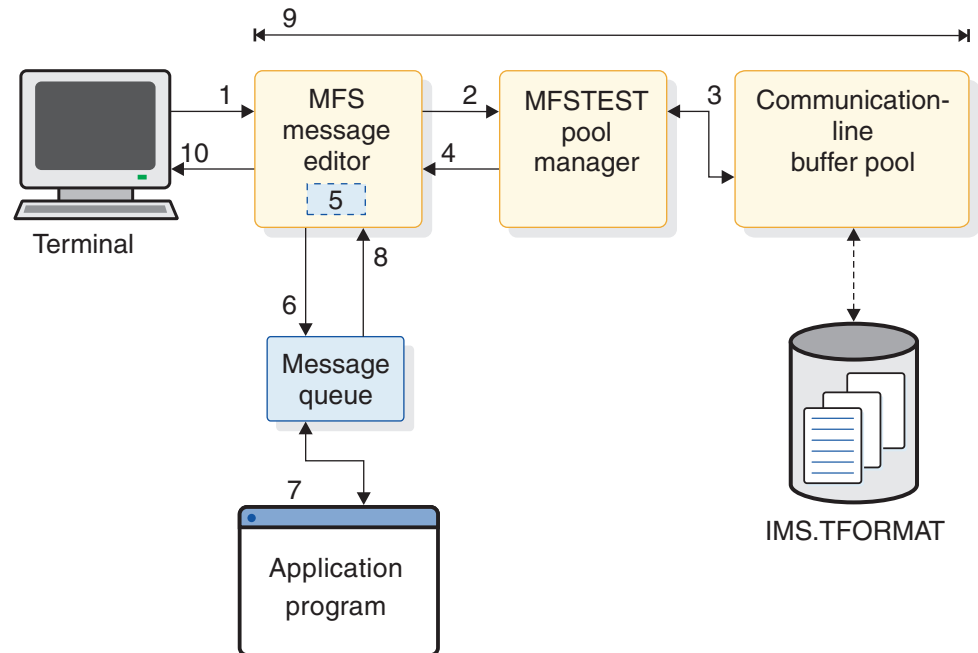 9
1
MFS
message
editor
2
MFSTEST
pool
manager
3
Communication-
line
buffer pool
10
4
5
Terminal
8
6
Message
queue
7
IMS.TFORMAT
Application
program